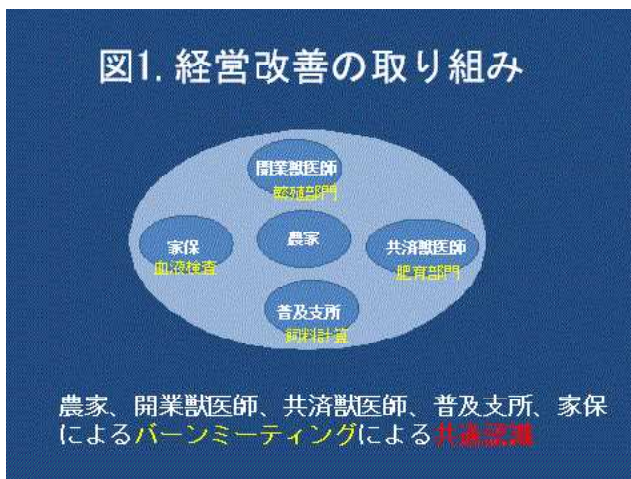 図1. 経営改善の取り組み
開業獣医師
繁殖部門
家保
血液検査
農家
共済獣医師
肥育部門
普及支所
飼料計算
農家、開業獣医師、共済獣医師、普及支所、家保
によるバーンミーティングによる共通認識